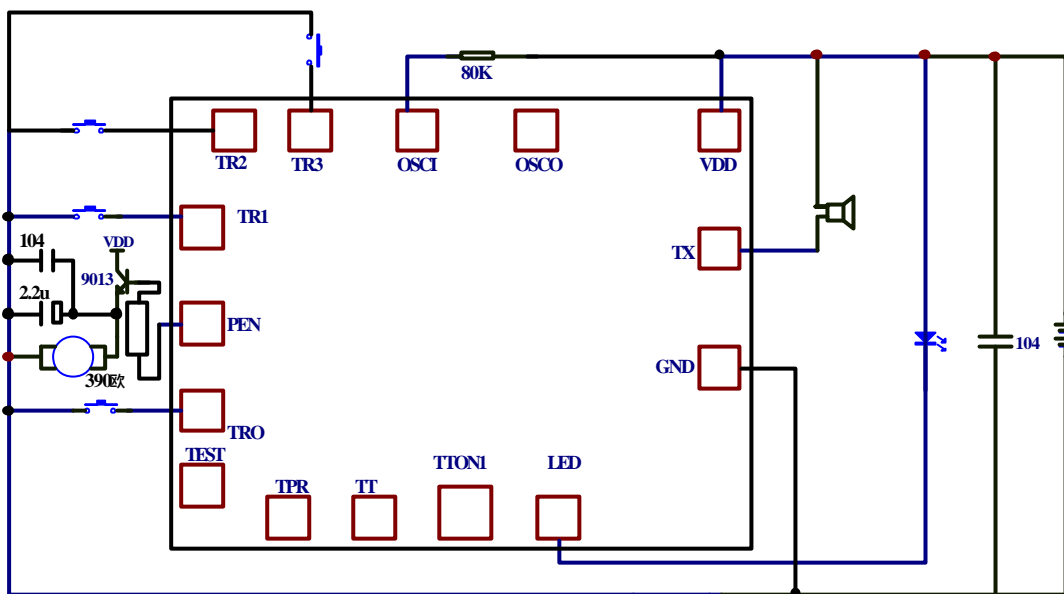 80K
TR2
TR3
OSCI
OSCO
VDD
TR1
104
VDD
TX
9013
2.2u
PEN
104
GND
390欧
TRO
TEST
TTON1
LED
TPR
TT